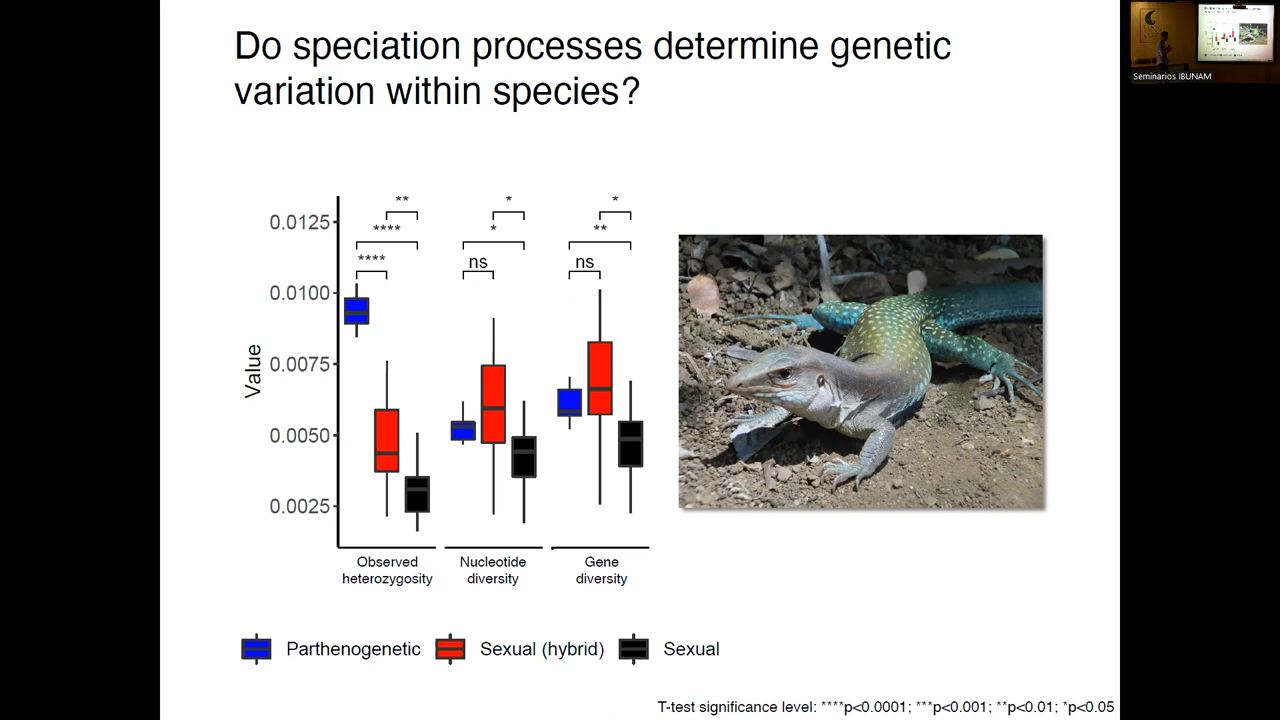 Do speciation processes determine genetic
variation within species?
Seminarios IBUNAM
Value
0.0125
0.0100
0.0075
0.0050
0.0025
** * *
**** * **
**** ns ns
Observed
heterozygosity
Nucleotide
diversity
Gene
diversity
Parthenogenetic Sexual (hybrid) Sexual
T-test significance level: ****p<0.0001; ***p<0.001; **p<0.01; *p<0.05